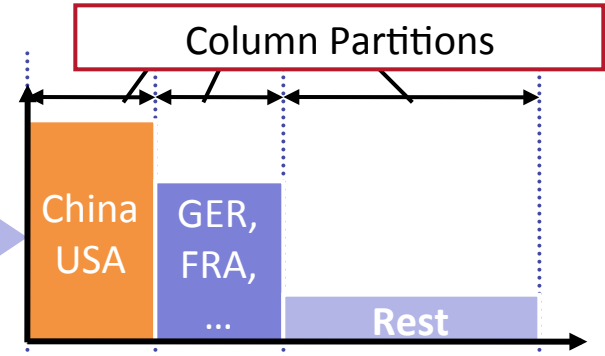 Column Partitions
China
USA
GER,
FRA,
...
Rest